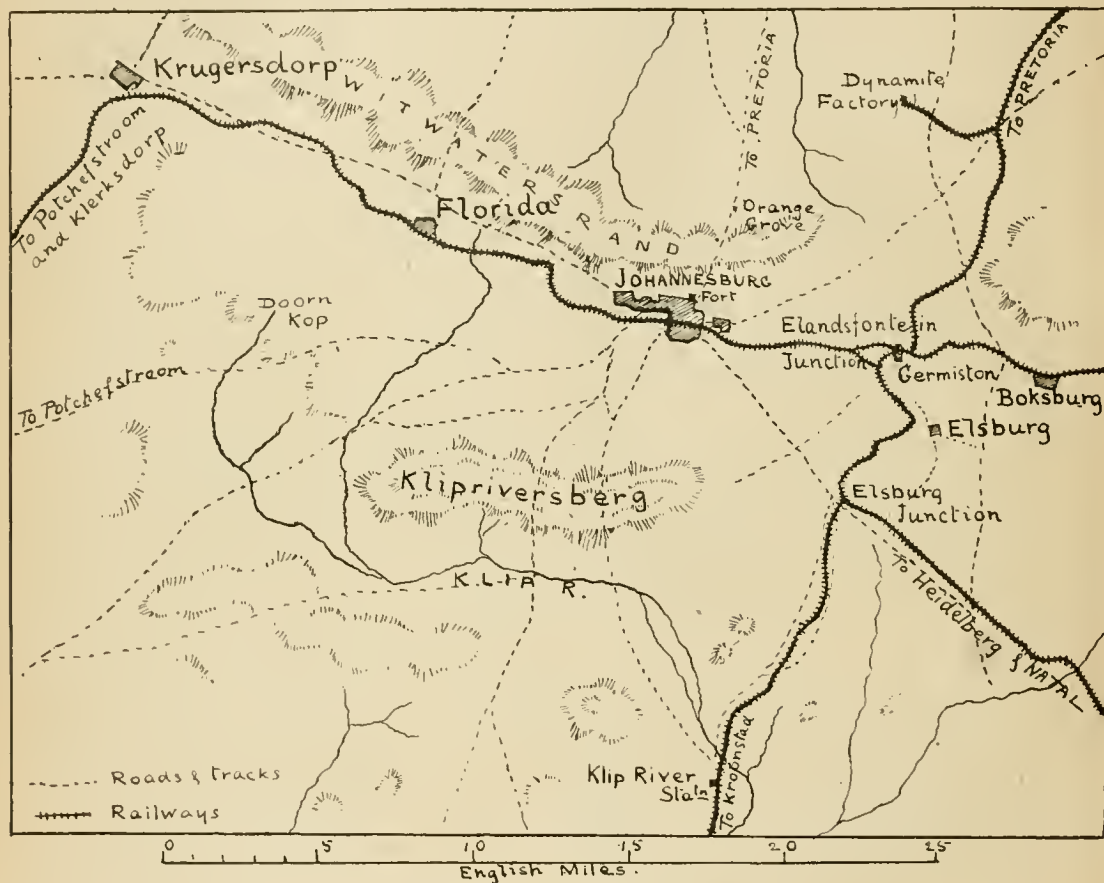 Krugersdorp
WITWATERSRAND
To PRETORIA
Dynamite
Factory
To PRETORIA
To Potchefstroom
and Klerksdorp
Florida
Orange
Grove
JOHANNESBURG
Fort
Doorn
Kop
Elandsfontein
Junction
Germiston
Boksburg
To Potchefstroom
Elsburg
Klipriversberg
Elsburg
Junction
KLIP R.
To Heidelberg & NATAL
Klip River
Statn
To Kroonstad
Roads & tracks
Railways
0 5 10 15 20 25
English Miles.